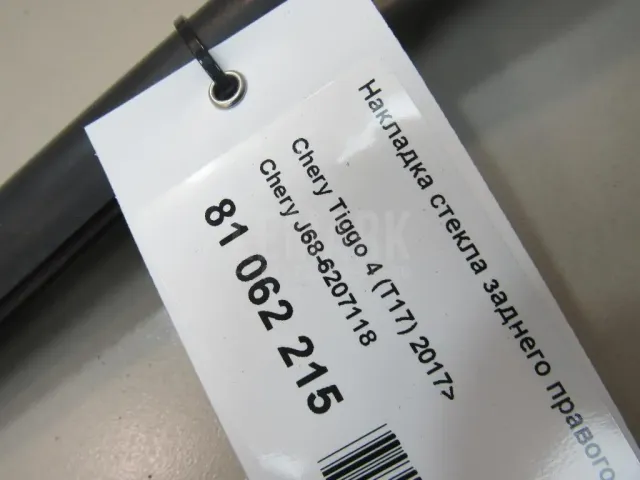 Накладка стекла заднего правого
Chery Tiggo 4 (T17) 2017>
Chery J68-6207118
81 062 215